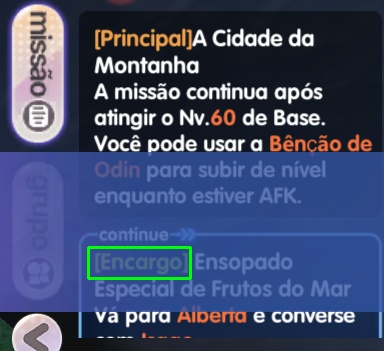 missão
[Principal]A Cidade da
Montanha
A missão continua após
atingir o Nv.60 de Base.
Você pode usar a Bênção de
Odin para subir de nível
enquanto estiver AFK.
grupo
continue
[Encargo] Ensopado
Especial de Frutos do Mar
Vá para Alberta e converse
com Isaac